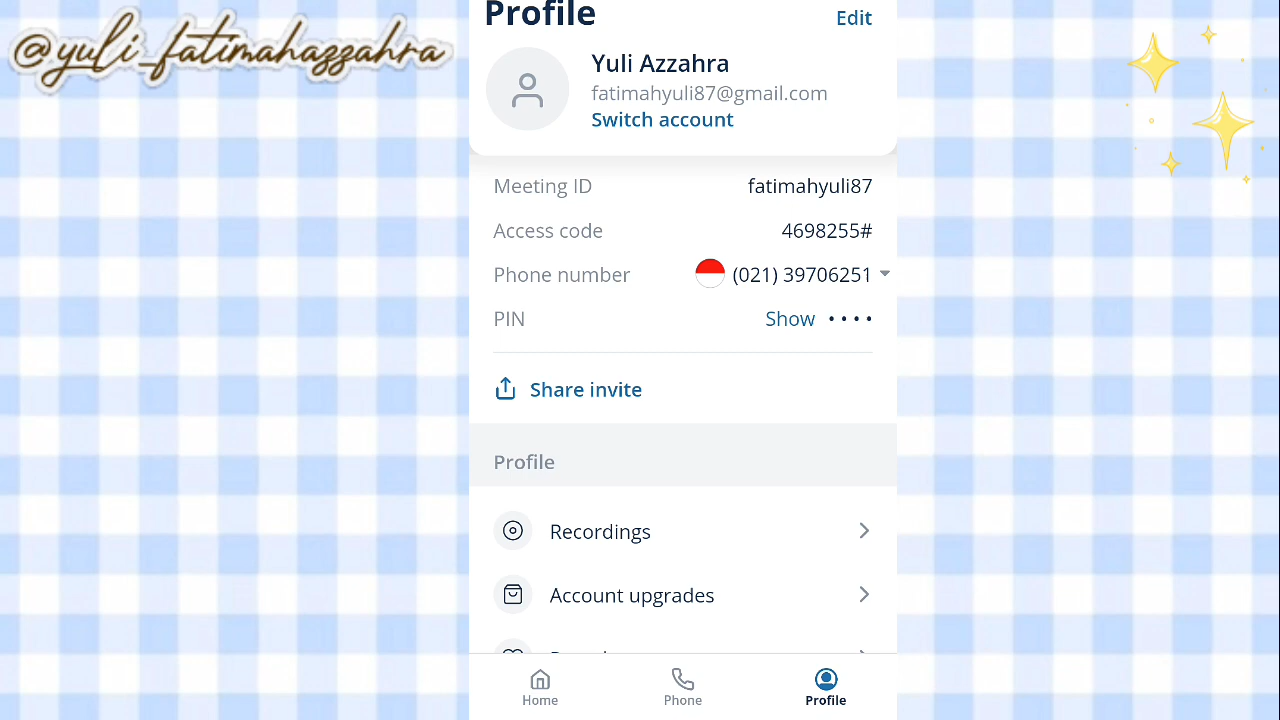 @yuli_fatimahazzahra
Profile
Edit
Yuli Azzahra
fatimahyuli87@gmail.com
Switch account
Meeting ID fatimahyuli87
Access code 4698255#
Phone number (021) 39706251
PIN Show ••••
Share invite
Profile
Recordings
Account upgrades
Home Phone Profile